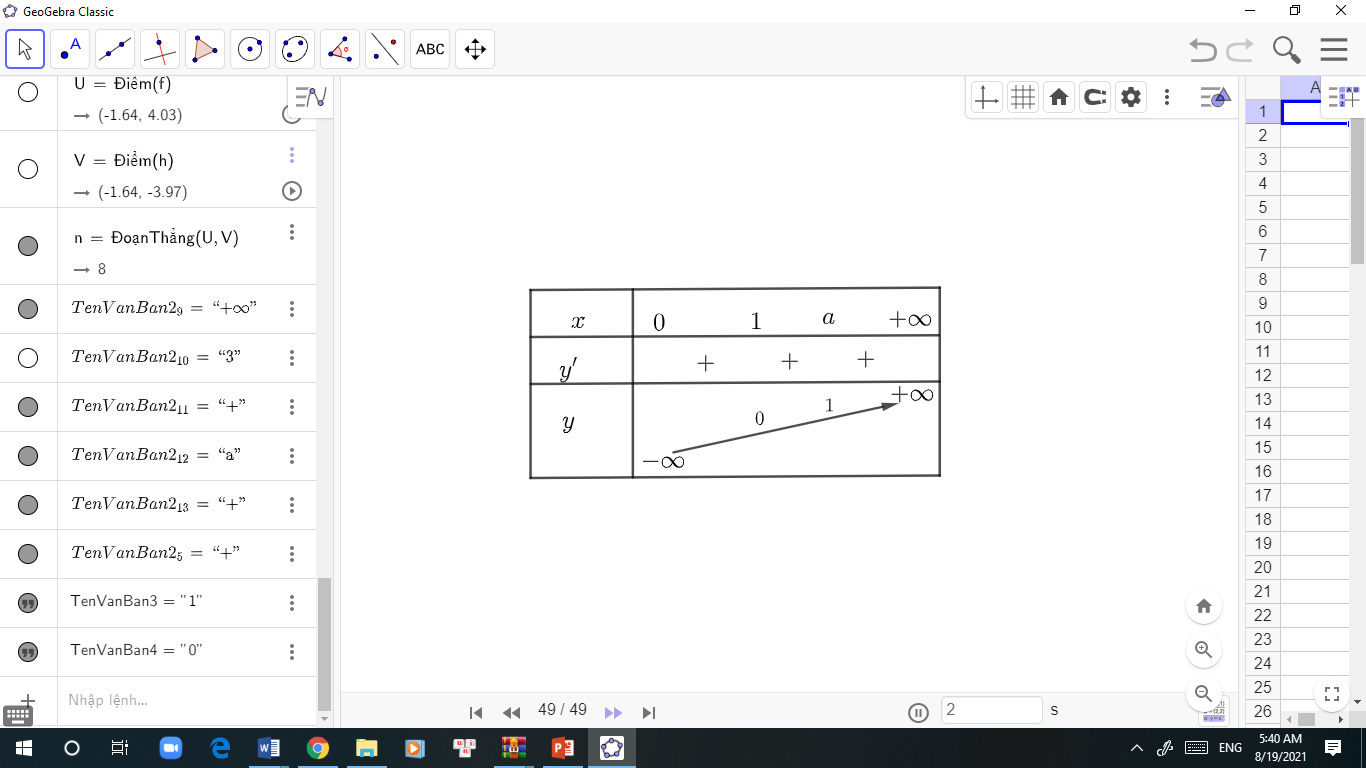 GeoGebra Classic
A
ABC
U = Điểm(f)
→ (-1.64, 4.03)
V = Điểm(h)
→ (-1.64, -3.97)
n = ĐoạnThẳng(U, V)
→ 8
TenVanBan2₉ = “+∞”
TenVanBan2₁₀ = “3”
TenVanBan2₁₁ = “+”
TenVanBan2₁₂ = “a”
TenVanBan2₁₃ = “+”
TenVanBan2₅ = “+”
TenVanBan3 = "1"
TenVanBan4 = "0"
Nhập lệnh...
x 0 1 a +∞
y′ + + +
y −∞ 0 1 +∞
49 / 49
2 s
A
1
2
3
4
5
6
7
8
9
10
11
12
13
14
15
16
17
18
19
20
21
22
23
24
25
26
ENG
5:40 AM
8/19/2021